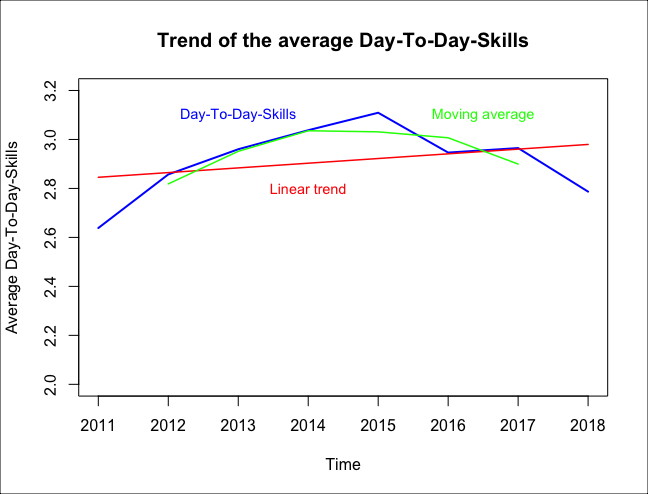 Trend of the average Day-To-Day-Skills
Day-To-Day-Skills
Moving average
Linear trend
Average Day-To-Day-Skills
3.2
3.0
2.8
2.6
2.4
2.2
2.0
2011 2012 2013 2014 2015 2016 2017 2018
Time